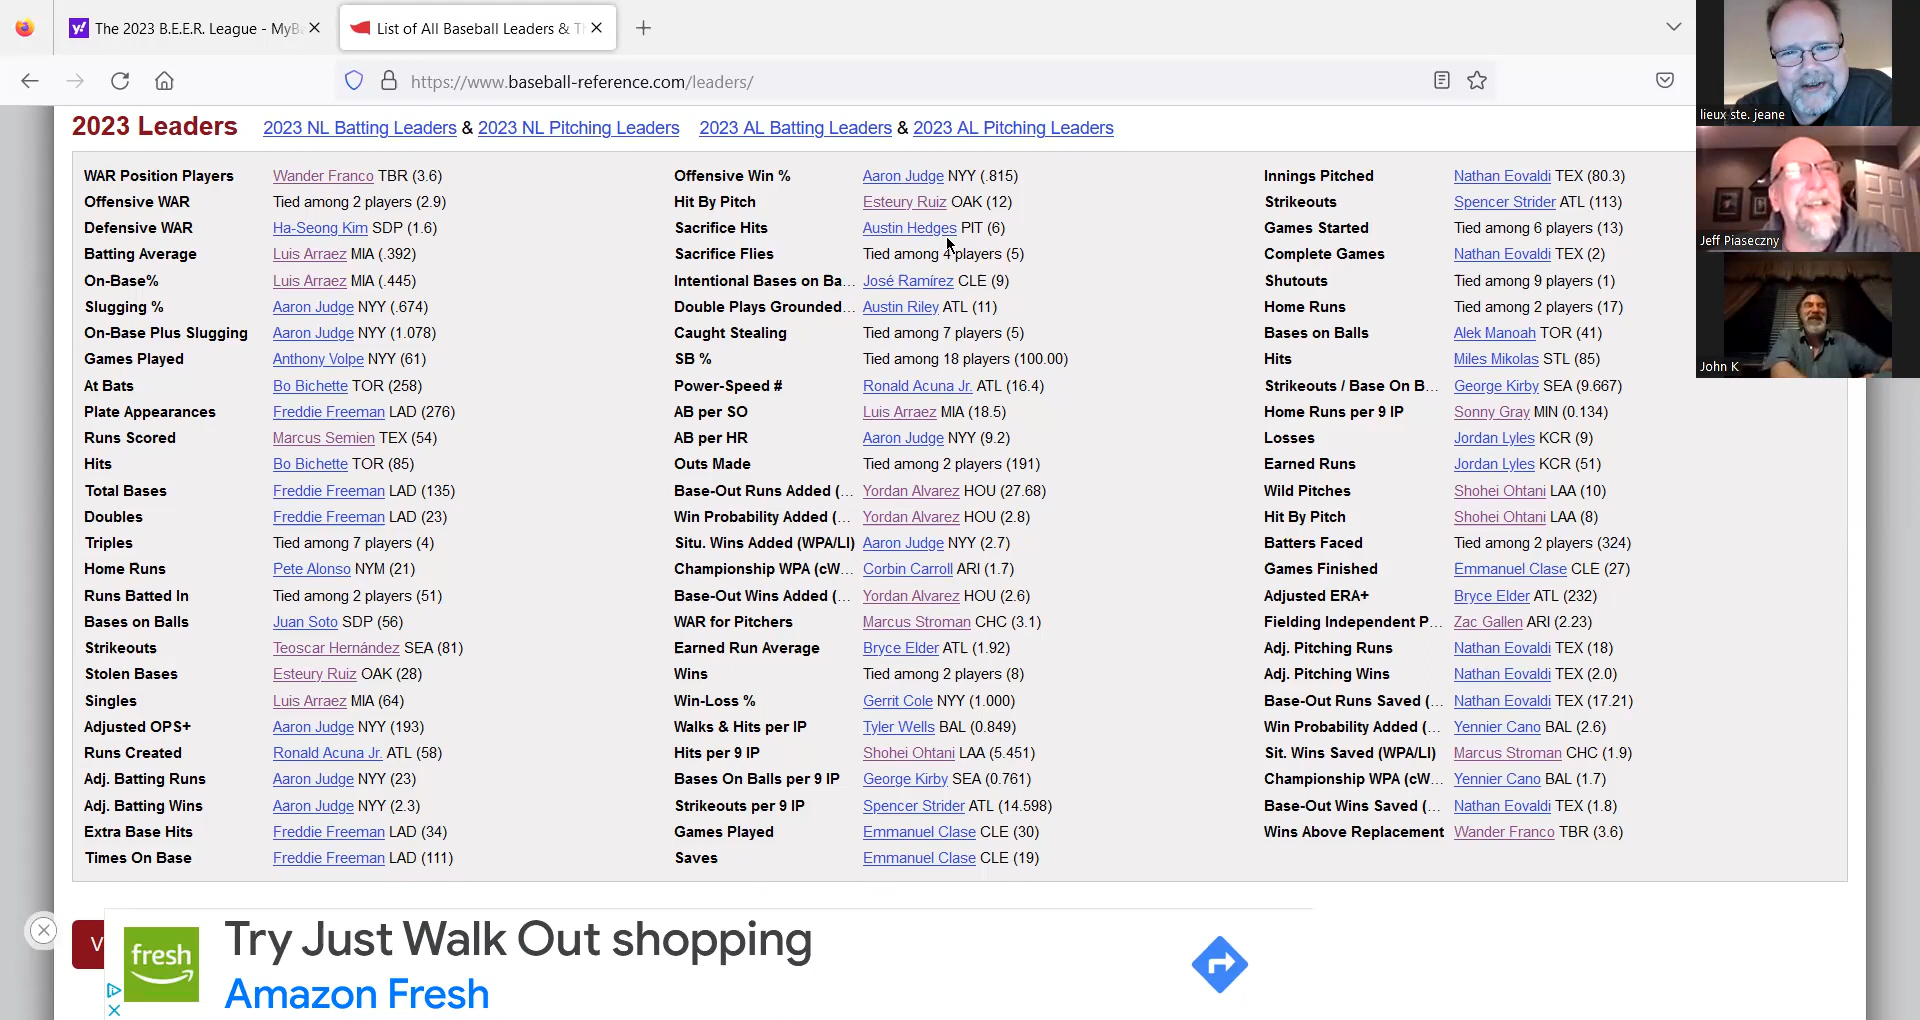 The 2023 B.E.E.R. League - MyB
List of All Baseball Leaders & T
https://www.baseball-reference.com/leaders/
lieux ste. jeane
Jeff Piaseczny
John K
2023 Leaders 2023 NL Batting Leaders & 2023 NL Pitching Leaders 2023 AL Batting Leaders & 2023 AL Pitching Leaders
WAR Position Players Wander Franco TBR (3.6)
Offensive WAR Tied among 2 players (2.9)
Defensive WAR Ha-Seong Kim SDP (1.6)
Batting Average Luis Arraez MIA (.392)
On-Base% Luis Arraez MIA (.445)
Slugging % Aaron Judge NYY (.674)
On-Base Plus Slugging Aaron Judge NYY (1.078)
Games Played Anthony Volpe NYY (61)
At Bats Bo Bichette TOR (258)
Plate Appearances Freddie Freeman LAD (276)
Runs Scored Marcus Semien TEX (54)
Hits Bo Bichette TOR (85)
Total Bases Freddie Freeman LAD (135)
Doubles Freddie Freeman LAD (23)
Triples Tied among 7 players (4)
Home Runs Pete Alonso NYM (21)
Runs Batted In Tied among 2 players (51)
Bases on Balls Juan Soto SDP (56)
Strikeouts Teoscar Hernández SEA (81)
Stolen Bases Esteury Ruiz OAK (28)
Singles Luis Arraez MIA (64)
Adjusted OPS+ Aaron Judge NYY (193)
Runs Created Ronald Acuna Jr. ATL (58)
Adj. Batting Runs Aaron Judge NYY (23)
Adj. Batting Wins Aaron Judge NYY (2.3)
Extra Base Hits Freddie Freeman LAD (34)
Times On Base Freddie Freeman LAD (111)
Offensive Win % Aaron Judge NYY (.815)
Hit By Pitch Esteury Ruiz OAK (12)
Sacrifice Hits Austin Hedges PIT (6)
Sacrifice Flies Tied among 4 players (5)
Intentional Bases on Ba... José Ramírez CLE (9)
Double Plays Grounded... Austin Riley ATL (11)
Caught Stealing Tied among 7 players (5)
SB % Tied among 18 players (100.00)
Power-Speed # Ronald Acuna Jr. ATL (16.4)
AB per SO Luis Arraez MIA (18.5)
AB per HR Aaron Judge NYY (9.2)
Outs Made Tied among 2 players (191)
Base-Out Runs Added (... Yordan Alvarez HOU (27.68)
Win Probability Added (... Yordan Alvarez HOU (2.8)
Situ. Wins Added (WPA/LI) Aaron Judge NYY (2.7)
Championship WPA (cW... Corbin Carroll ARI (1.7)
Base-Out Wins Added (... Yordan Alvarez HOU (2.6)
WAR for Pitchers Marcus Stroman CHC (3.1)
Earned Run Average Bryce Elder ATL (1.92)
Wins Tied among 2 players (8)
Win-Loss % Gerrit Cole NYY (1.000)
Walks & Hits per IP Tyler Wells BAL (0.849)
Hits per 9 IP Shohei Ohtani LAA (5.451)
Bases On Balls per 9 IP George Kirby SEA (0.761)
Strikeouts per 9 IP Spencer Strider ATL (14.598)
Games Played Emmanuel Clase CLE (30)
Saves Emmanuel Clase CLE (19)
Innings Pitched Nathan Eovaldi TEX (80.3)
Strikeouts Spencer Strider ATL (113)
Games Started Tied among 6 players (13)
Complete Games Nathan Eovaldi TEX (2)
Shutouts Tied among 9 players (1)
Home Runs Tied among 2 players (17)
Bases on Balls Alek Manoah TOR (41)
Hits Miles Mikolas STL (85)
Strikeouts / Base On B... George Kirby SEA (9.667)
Home Runs per 9 IP Sonny Gray MIN (0.134)
Losses Jordan Lyles KCR (9)
Earned Runs Jordan Lyles KCR (51)
Wild Pitches Shohei Ohtani LAA (10)
Hit By Pitch Shohei Ohtani LAA (8)
Batters Faced Tied among 2 players (324)
Games Finished Emmanuel Clase CLE (27)
Adjusted ERA+ Bryce Elder ATL (232)
Fielding Independent P... Zac Gallen ARI (2.23)
Adj. Pitching Runs Nathan Eovaldi TEX (18)
Adj. Pitching Wins Nathan Eovaldi TEX (2.0)
Base-Out Runs Saved (... Nathan Eovaldi TEX (17.21)
Win Probability Added (... Yennier Cano BAL (2.6)
Sit. Wins Saved (WPA/LI) Marcus Stroman CHC (1.9)
Championship WPA (cW... Yennier Cano BAL (1.7)
Base-Out Wins Saved (... Nathan Eovaldi TEX (1.8)
Wins Above Replacement Wander Franco TBR (3.6)
V
fresh
Try Just Walk Out shopping
Amazon Fresh